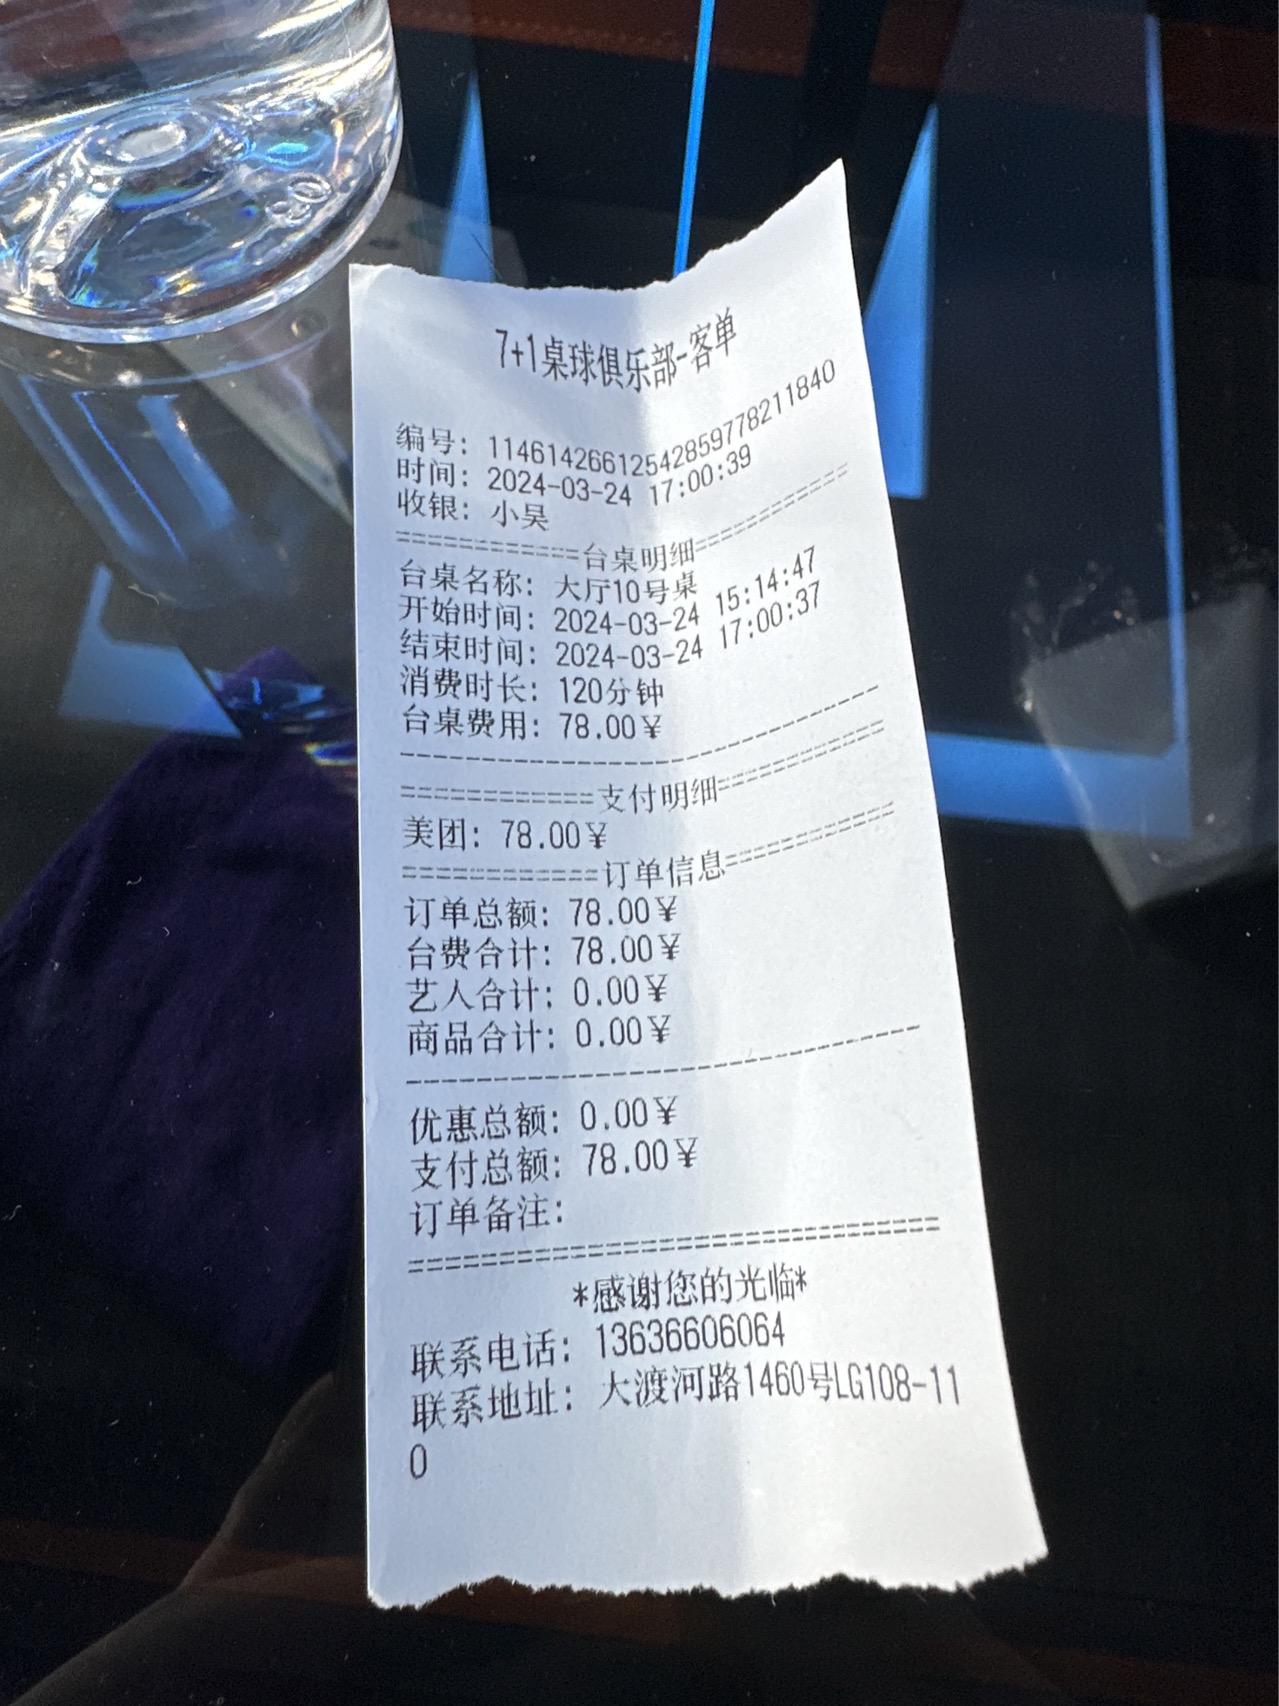 7+1桌球俱乐部-客单
编号: 1146142661254285977821​1840
时间: 2024-03-24 17:00:39
收银: 小昊
============台桌明细============
台桌名称: 大厅10号桌
开始时间: 2024-03-24 15:14:47
结束时间: 2024-03-24 17:00:37
消费时长: 120分钟
台桌费用: 78.00¥
--------------------------------
============支付明细============
美团: 78.00¥
============订单信息============
订单总额: 78.00¥
台费合计: 78.00¥
艺人合计: 0.00¥
商品合计: 0.00¥
--------------------------------
优惠总额: 0.00¥
支付总额: 78.00¥
订单备注:
================================
*感谢您的光临*
联系电话: 13636606064
联系地址: 大渡河路1460号LG108-11
0